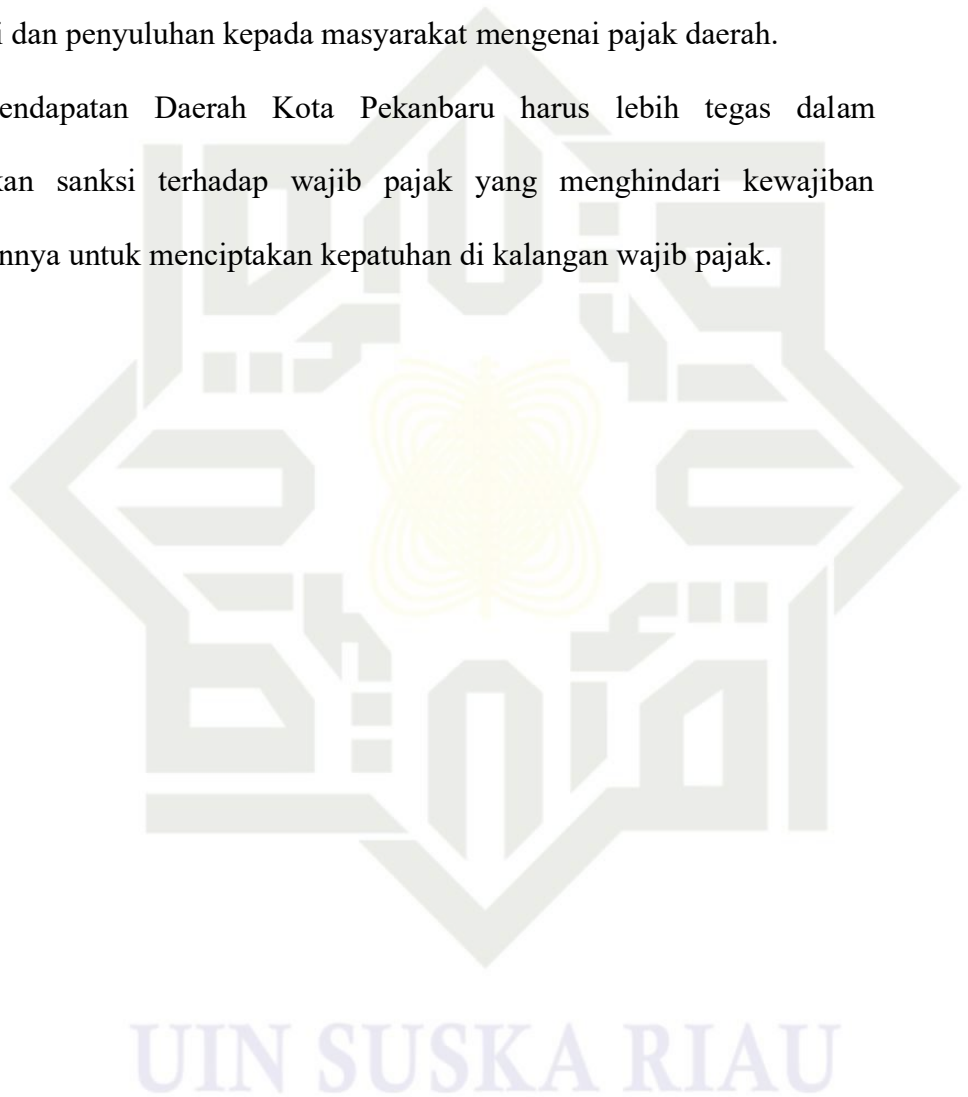 i dan penyuluhan kepada masyarakat mengenai pajak daerah.
endapatan Daerah Kota Pekanbaru harus lebih tegas dalam
kan sanksi terhadap wajib pajak yang menghindari kewajiban
nnya untuk menciptakan kepatuhan di kalangan wajib pajak.
UIN SUSKA RIAU